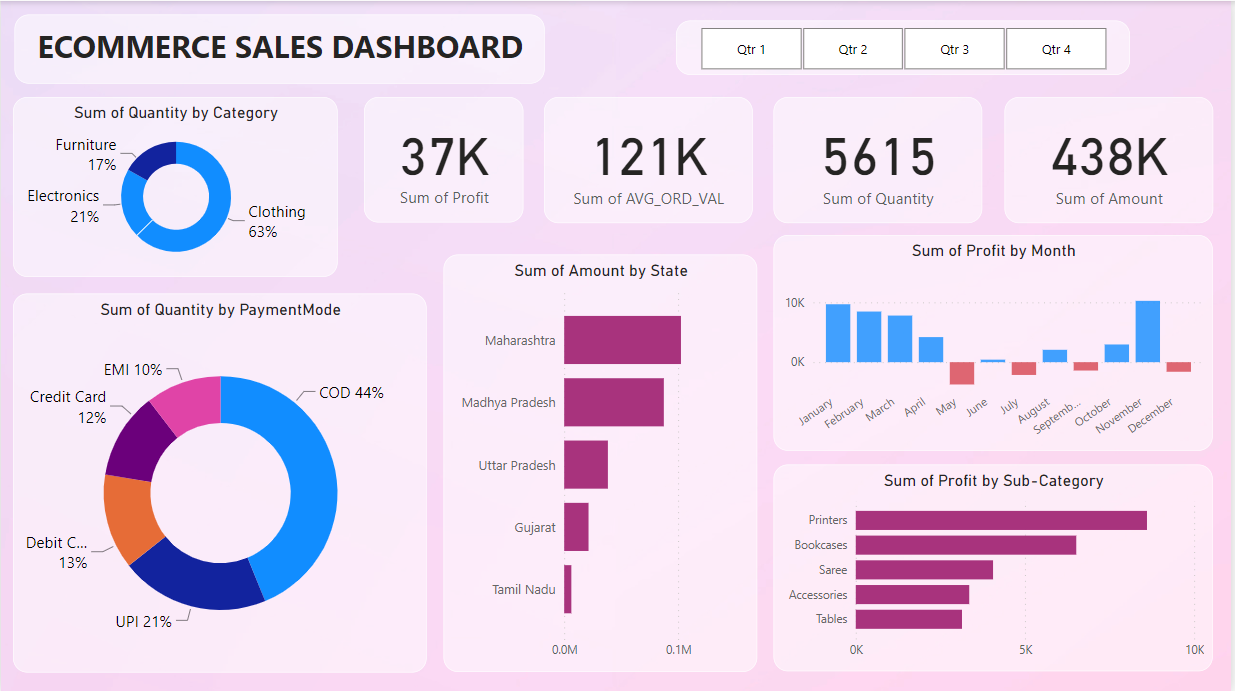 ECOMMERCE SALES DASHBOARD
Qtr 1
Qtr 2
Qtr 3
Qtr 4
Sum of Quantity by Category
Furniture
17%
Electronics
21%
Clothing
63%
37K
Sum of Profit
121K
Sum of AVG_ORD_VAL
5615
Sum of Quantity
438K
Sum of Amount
Sum of Quantity by PaymentMode
EMI 10%
Credit Card
12%
COD 44%
Debit C...
13%
UPI 21%
Sum of Amount by State
Maharashtra
Madhya Pradesh
Uttar Pradesh
Gujarat
Tamil Nadu
0.0M
0.1M
Sum of Profit by Month
10K
0K
January
February
March
April
May
June
July
August
Septemb...
October
November
December
Sum of Profit by Sub-Category
Printers
Bookcases
Saree
Accessories
Tables
0K
5K
10K